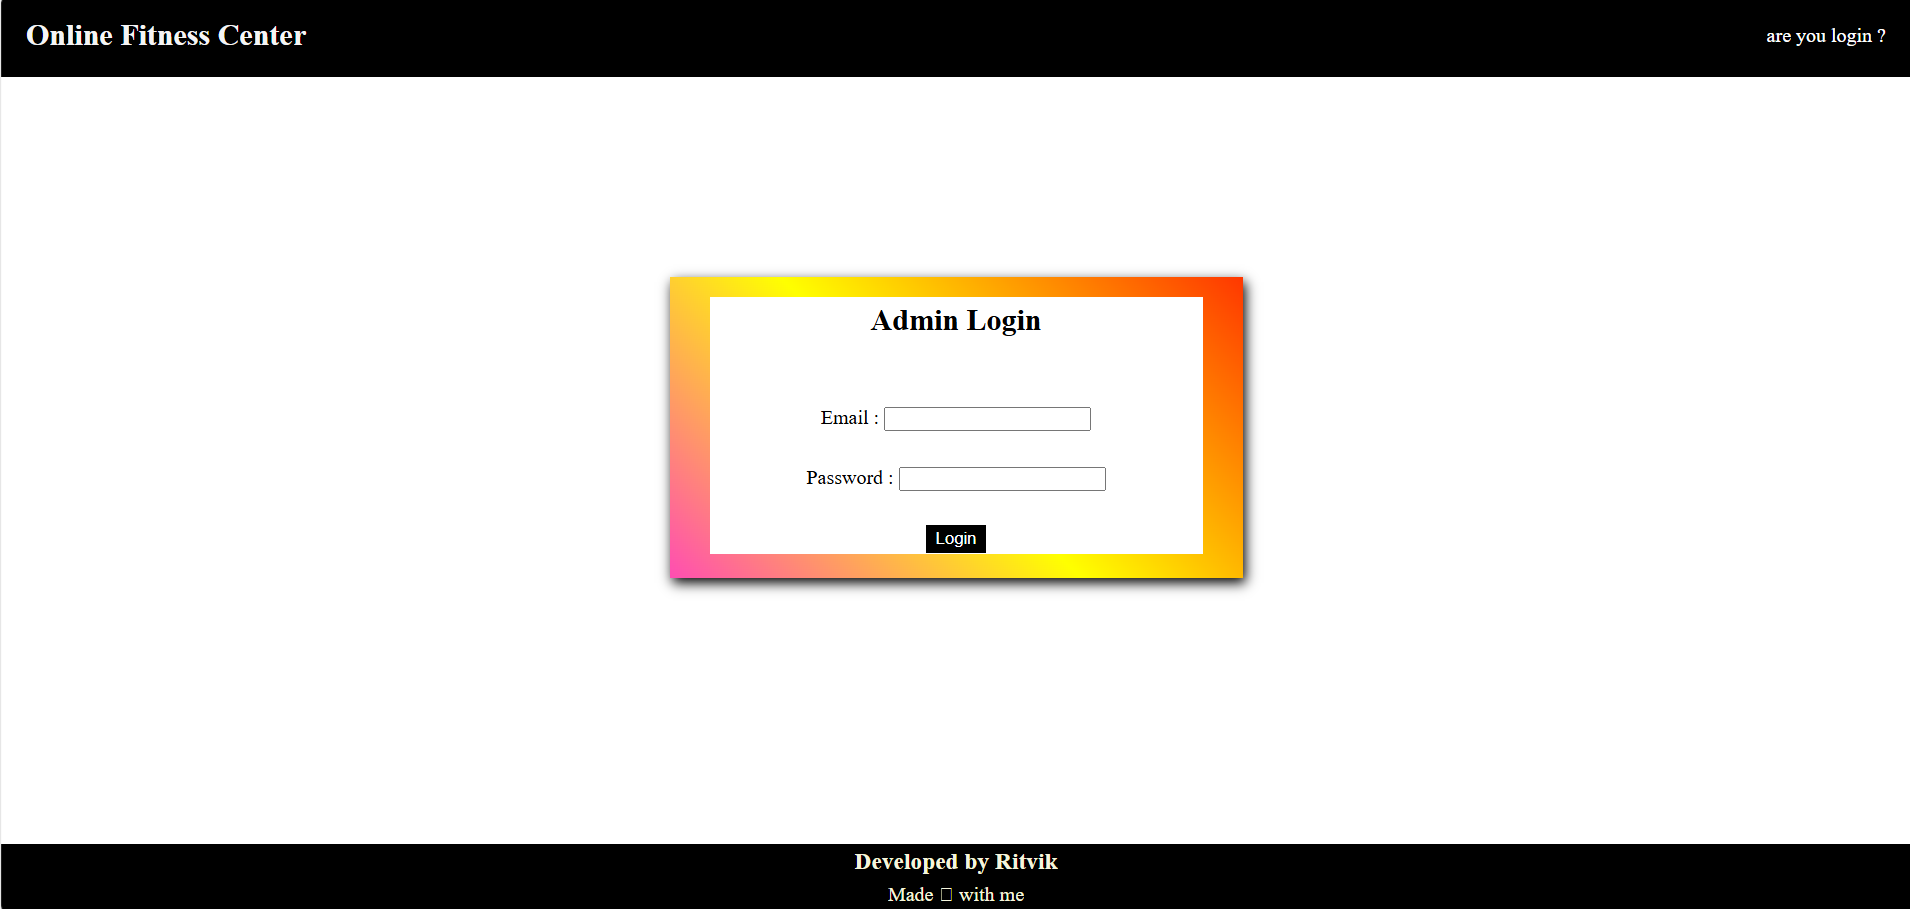 Online Fitness Center
are you login ?
Admin Login
Email :
Password :
Login
Developed by Ritvik
Made  with me